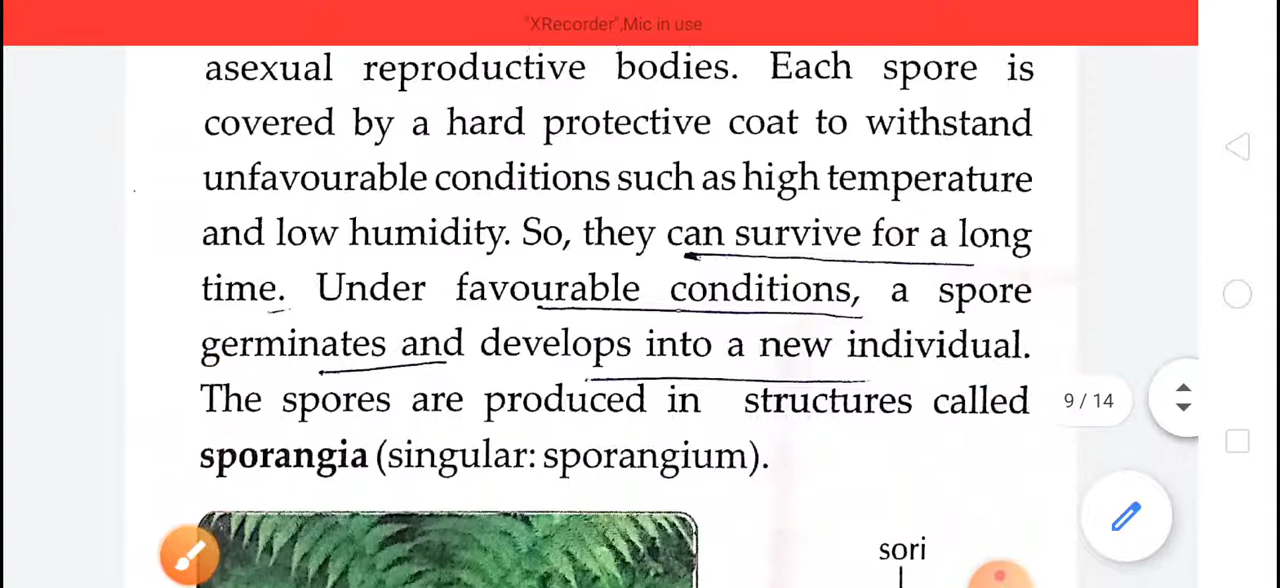 "XRecorder",Mic in use
asexual reproductive bodies. Each spore is
covered by a hard protective coat to withstand
unfavourable conditions such as high temperature
and low humidity. So, they can survive for a long
time. Under favourable conditions, a spore
germinates and develops into a new individual.
The spores are produced in structures called
sporangia (singular: sporangium).
9 / 14
sori